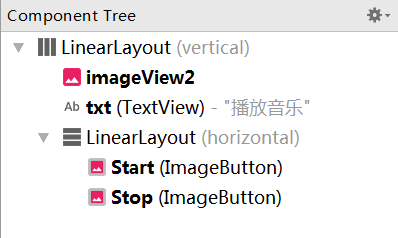 Component Tree
LinearLayout (vertical)
imageView2
Ab txt (TextView) - "播放音乐"
LinearLayout (horizontal)
Start (ImageButton)
Stop (ImageButton)